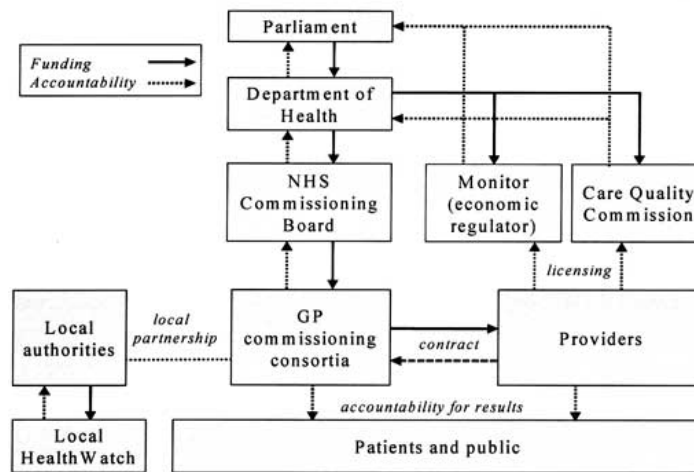 Parliament
Funding
Accountability
Department of
Health
NHS
Commissioning
Board
Monitor
(economic
regulator)
Care Quality
Commission
licensing
Local
authorities
local
partnership
GP
commissioning
consortia
contract
Providers
accountability for results
Local
HealthWatch
Patients and public